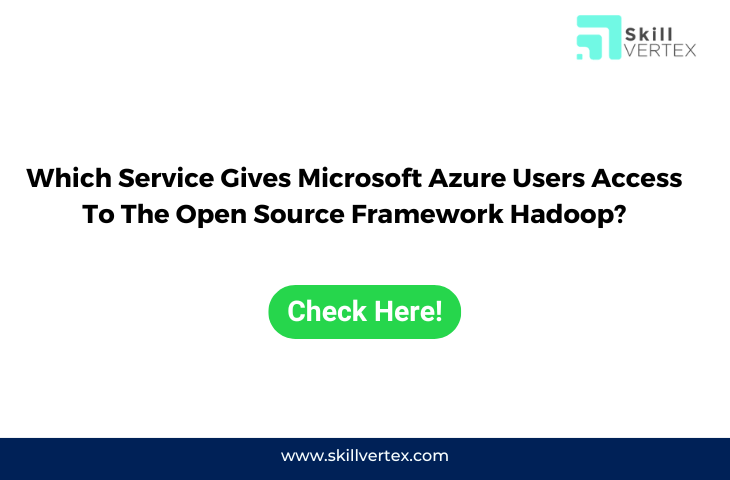 Skill
VERTEX
Which Service Gives Microsoft Azure Users Access
To The Open Source Framework Hadoop?
Check Here!
www.skillvertex.com